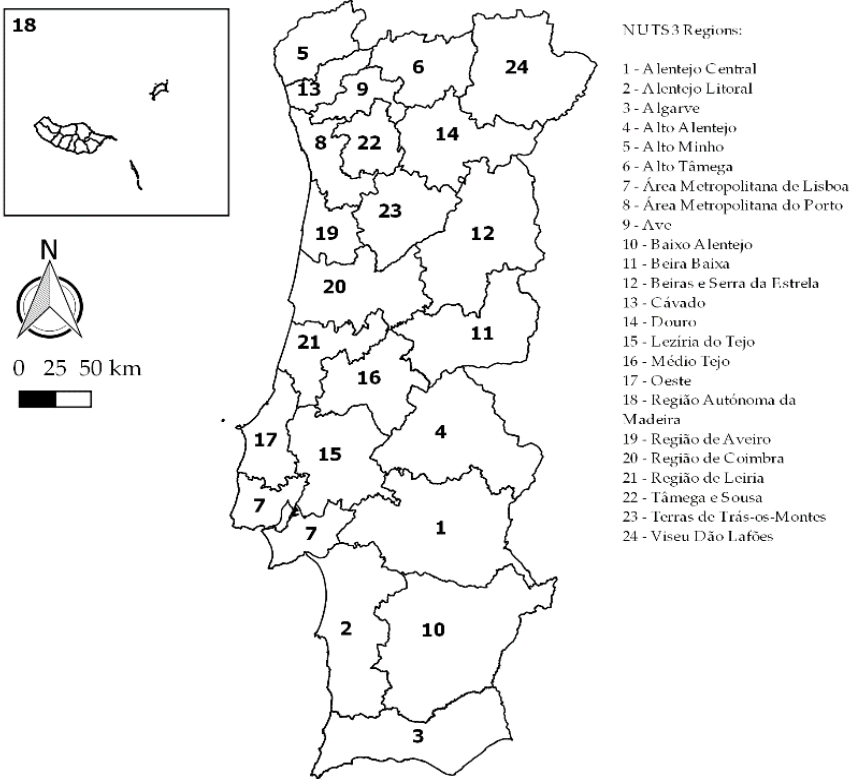 18
5
13
9
6
24
8
22
14
23
19
12
20
21
11
16
17
15
4
7
7
1
2
10
3
N
0 25 50 km
NUTS3 Regions:
1 - Alentejo Central
2 - Alentejo Litoral
3 - Algarve
4 - Alto Alentejo
5 - Alto Minho
6 - Alto Tâmega
7 - Área Metropolitana de Lisboa
8 - Área Metropolitana do Porto
9 - Ave
10 - Baixo Alentejo
11 - Beira Baixa
12 - Beiras e Serra da Estrela
13 - Cávado
14 - Douro
15 - Lezíria do Tejo
16 - Médio Tejo
17 - Oeste
18 - Região Autónoma da
Madeira
19 - Região de Aveiro
20 - Região de Coimbra
21 - Região de Leiria
22 - Tâmega e Sousa
23 - Terras de Trás-os-Montes
24 - Viseu Dão Lafões